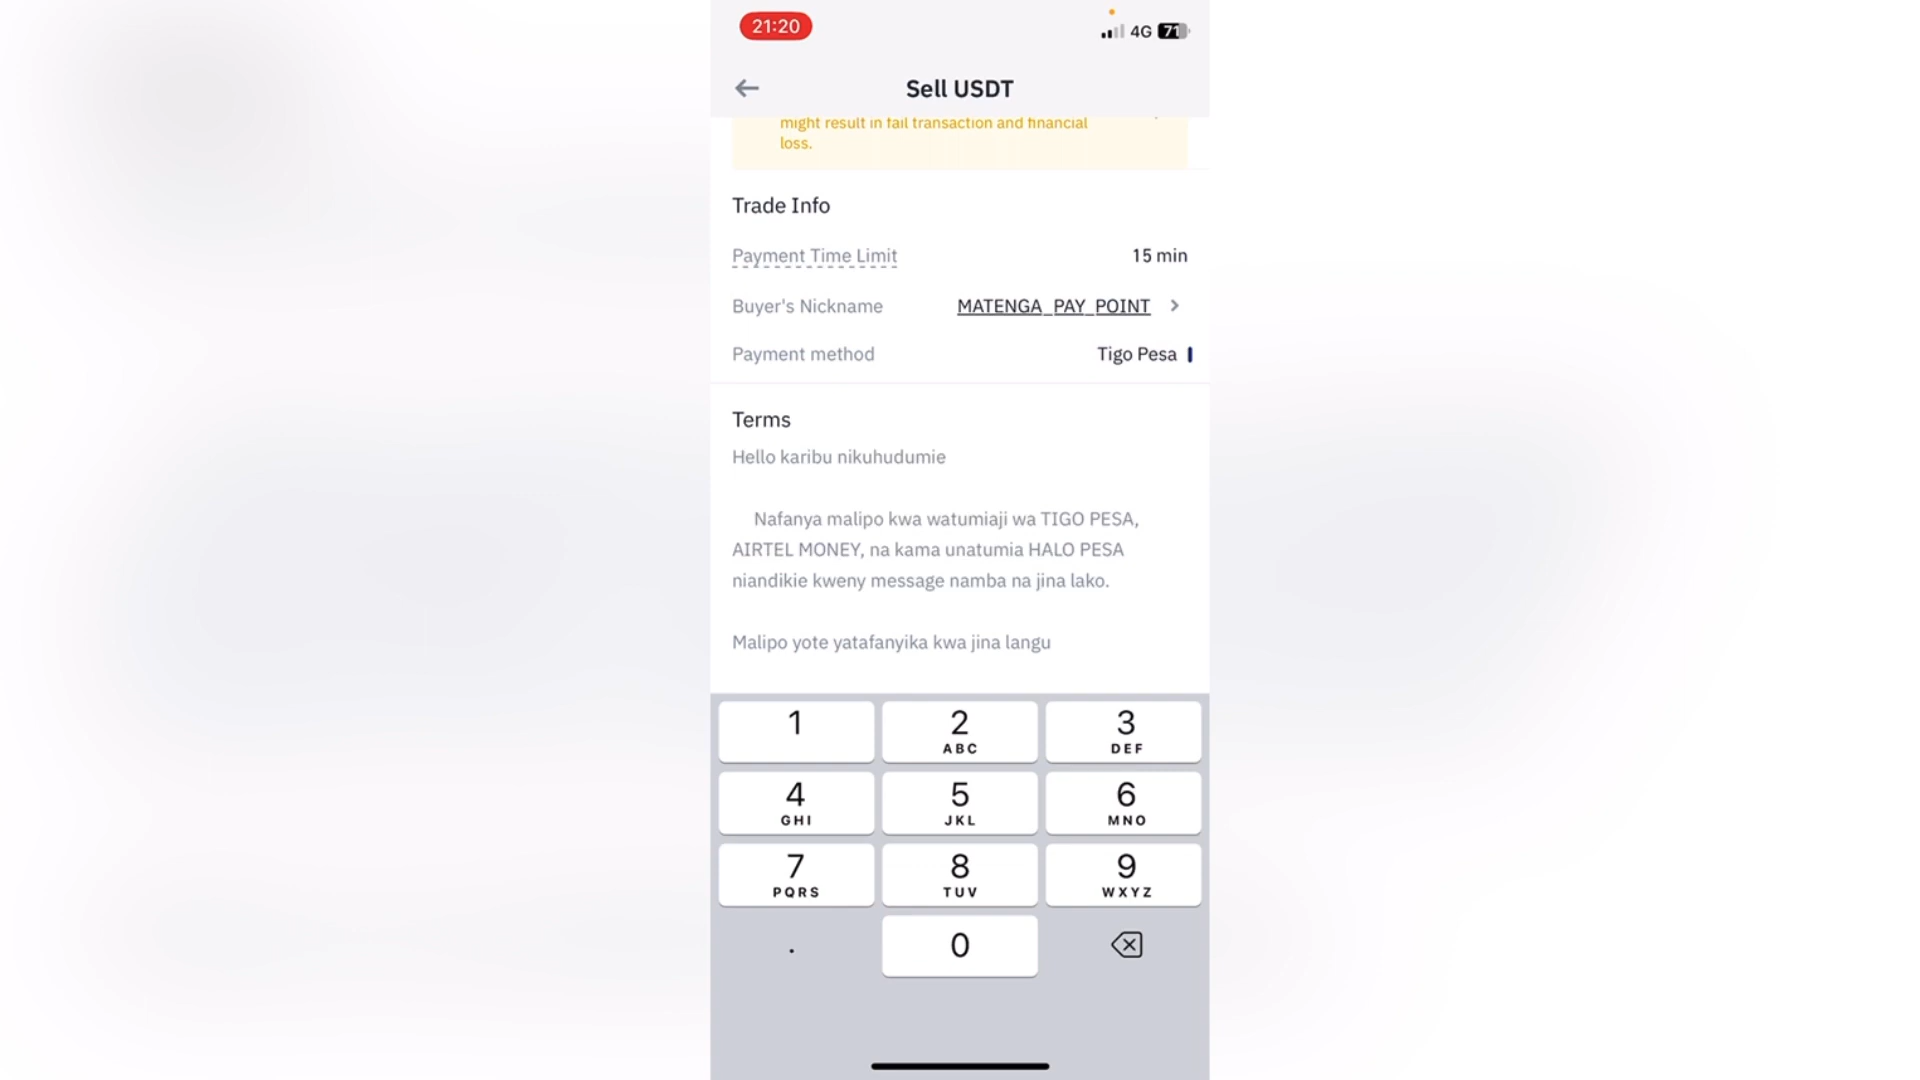 21:20
4G 71
Sell USDT
might result in fail transaction and financial
loss.
Trade Info
Payment Time Limit 15 min
Buyer's Nickname MATENGA_PAY_POINT
Payment method Tigo Pesa
Terms
Hello karibu nikuhudumie
Nafanya malipo kwa watumiaji wa TIGO PESA,
AIRTEL MONEY, na kama unatumia HALO PESA
niandikie kweny message namba na jina lako.
Malipo yote yatafanyika kwa jina langu
1 2 3
ABC DEF
4 5 6
GHI JKL MNO
7 8 9
PQRS TUV WXYZ
. 0